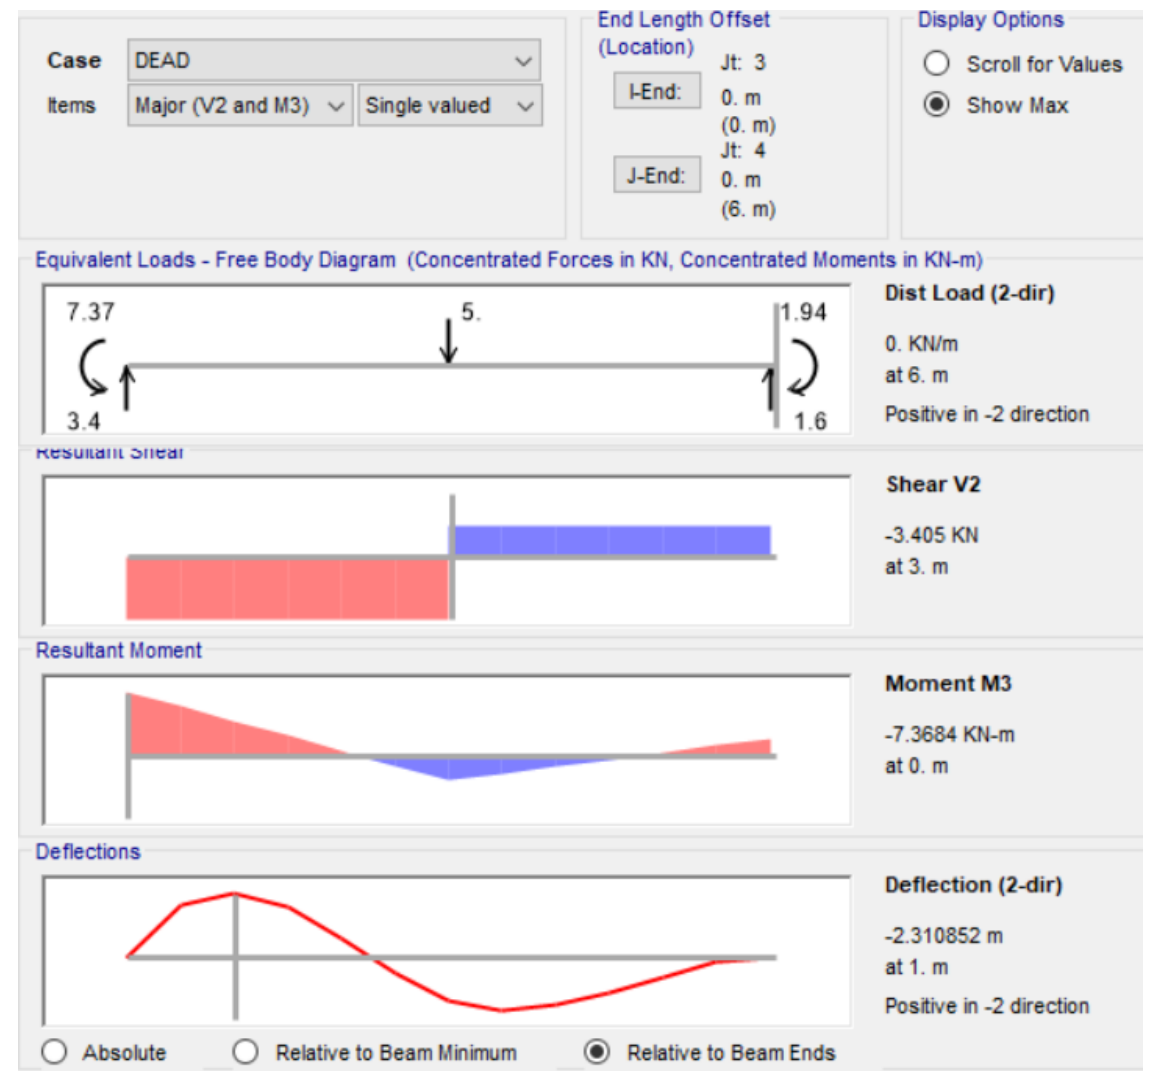 Case DEAD
Items Major (V2 and M3) Single valued
End Length Offset
(Location)
Jt: 3
I-End: 0. m
(0. m)
Jt: 4
J-End: 0. m
(6. m)
Display Options
Scroll for Values
Show Max
Equivalent Loads - Free Body Diagram (Concentrated Forces in KN, Concentrated Moments in KN-m)
7.37
5.
1.94
3.4
1.6
Dist Load (2-dir)
0. KN/m
at 6. m
Positive in -2 direction
Resultant Shear
Shear V2
-3.405 KN
at 3. m
Resultant Moment
Moment M3
-7.3684 KN-m
at 0. m
Deflections
Deflection (2-dir)
-2.310852 m
at 1. m
Positive in -2 direction
Absolute Relative to Beam Minimum Relative to Beam Ends